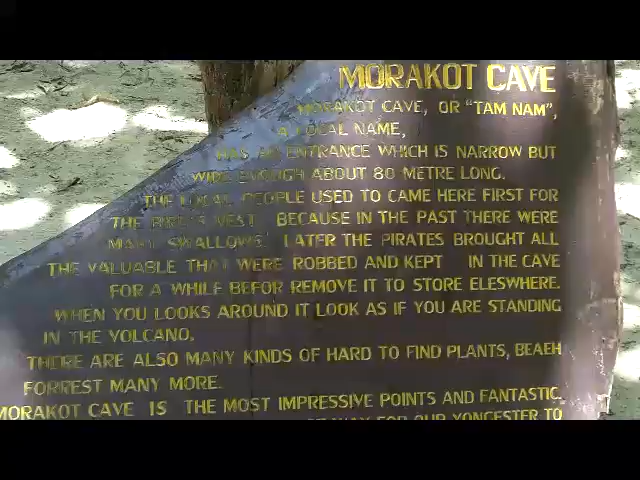 MORAKOT CAVE
MORAKOT CAVE, OR "TAM NAM",
A LOCAL NAME,
HAS AN ENTRANCE WHICH IS NARROW BUT
WIDE ENOUGH ABOUT 80 METRE LONG.
THE LOCAL PEOPLE USED TO CAME HERE FIRST FOR
THE BIRD'S NEST BECAUSE IN THE PAST THERE WERE
MANY SWALLOWS. LATER THE PIRATES BROUGHT ALL
THE VALUABLE THAT WERE ROBBED AND KEPT IN THE CAVE
FOR A WHILE BEFOR REMOVE IT TO STORE ELESWHERE.
WHEN YOU LOOKS AROUND IT LOOK AS IF YOU ARE STANDING
IN THE VOLCANO.
THERE ARE ALSO MANY KINDS OF HARD TO FIND PLANTS, BEAEH
FORREST MANY MORE.
MORAKOT CAVE IS THE MOST IMPRESSIVE POINTS AND FANTASTIC.
WAY FOR OUR YONGESTER TO